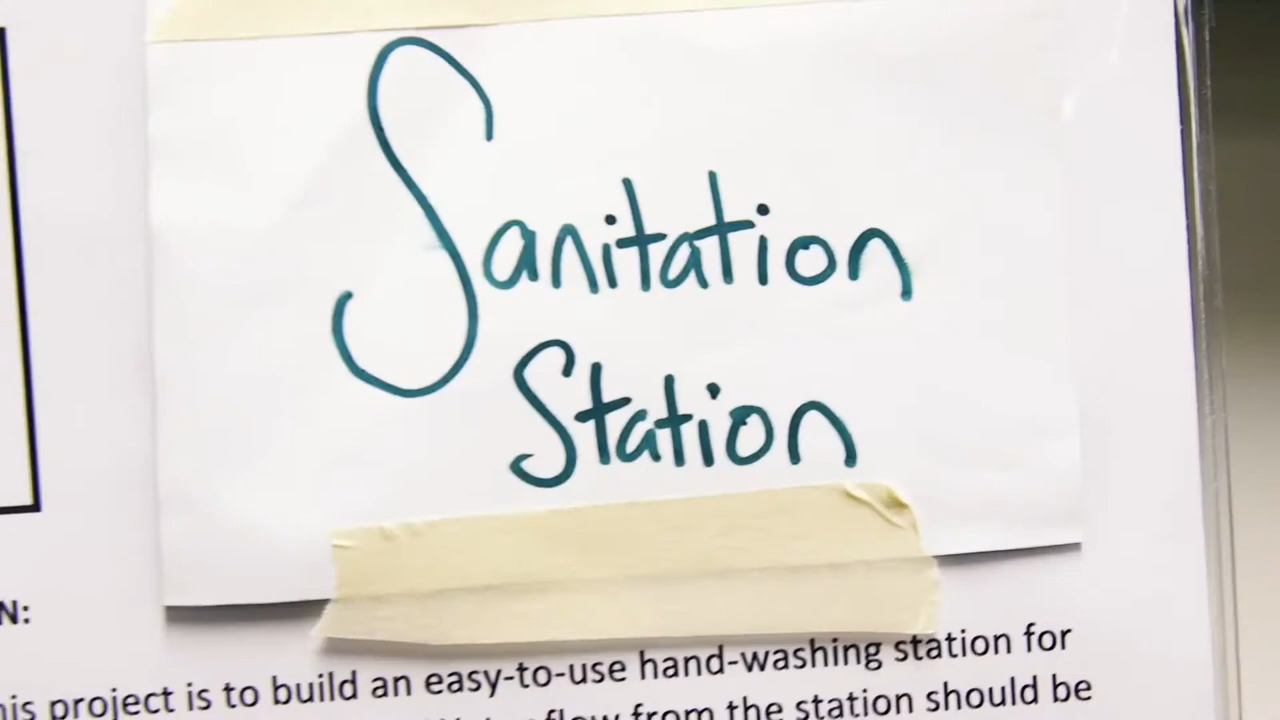 Sanitation
Station
N:
his project is to build an easy-to-use hand-washing station for
flow from the station should be